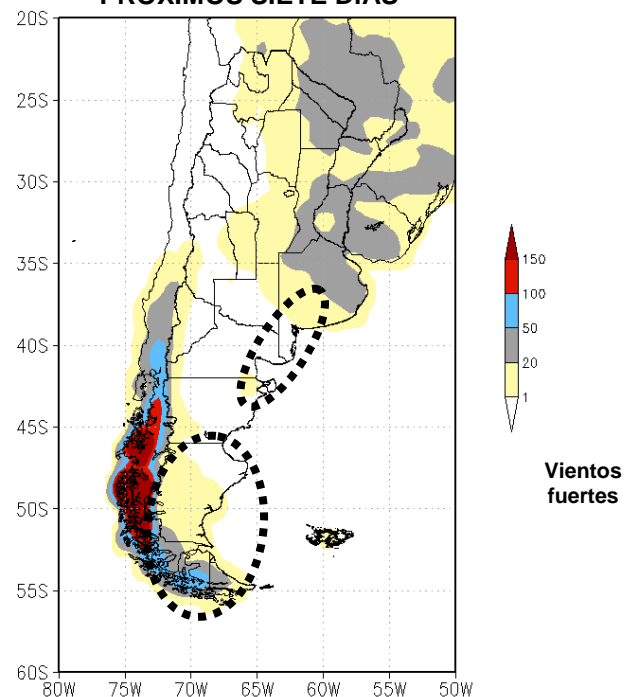 PRÓXIMOS SIETE DÍAS
20S
25S
30S
35S
40S
45S
50S
55S
60S
80W 75W 70W 65W 60W 55W 50W
150
100
50
20
1
Vientos
fuertes